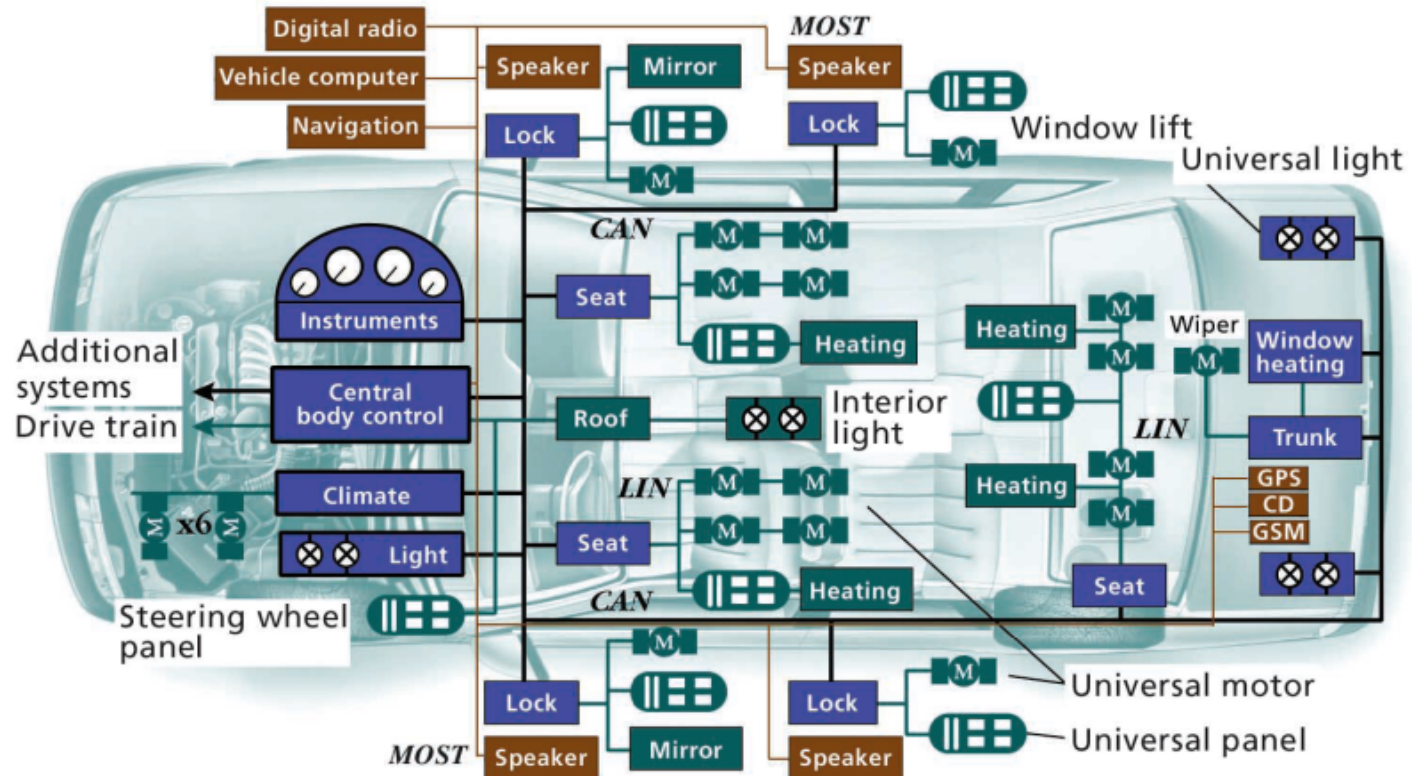 Digital radio
MOST
Vehicle computer
Speaker
Mirror
Speaker
Navigation
Lock
Lock
Window lift
M
M
Universal light
CAN
M
M
Instruments
Seat
M
M
Heating
Heating
M
M
Wiper
M
Window
heating
Additional
systems
Drive train
Central
body control
Roof
Interior
light
LIN
Trunk
Climate
LIN
M
M
Heating
M
M
GPS
CD
GSM
M
x6
M
Light
Seat
M
M
Steering wheel
panel
CAN
Heating
Seat
M
Lock
Lock
M
Universal motor
MOST
Speaker
Mirror
Speaker
Universal panel